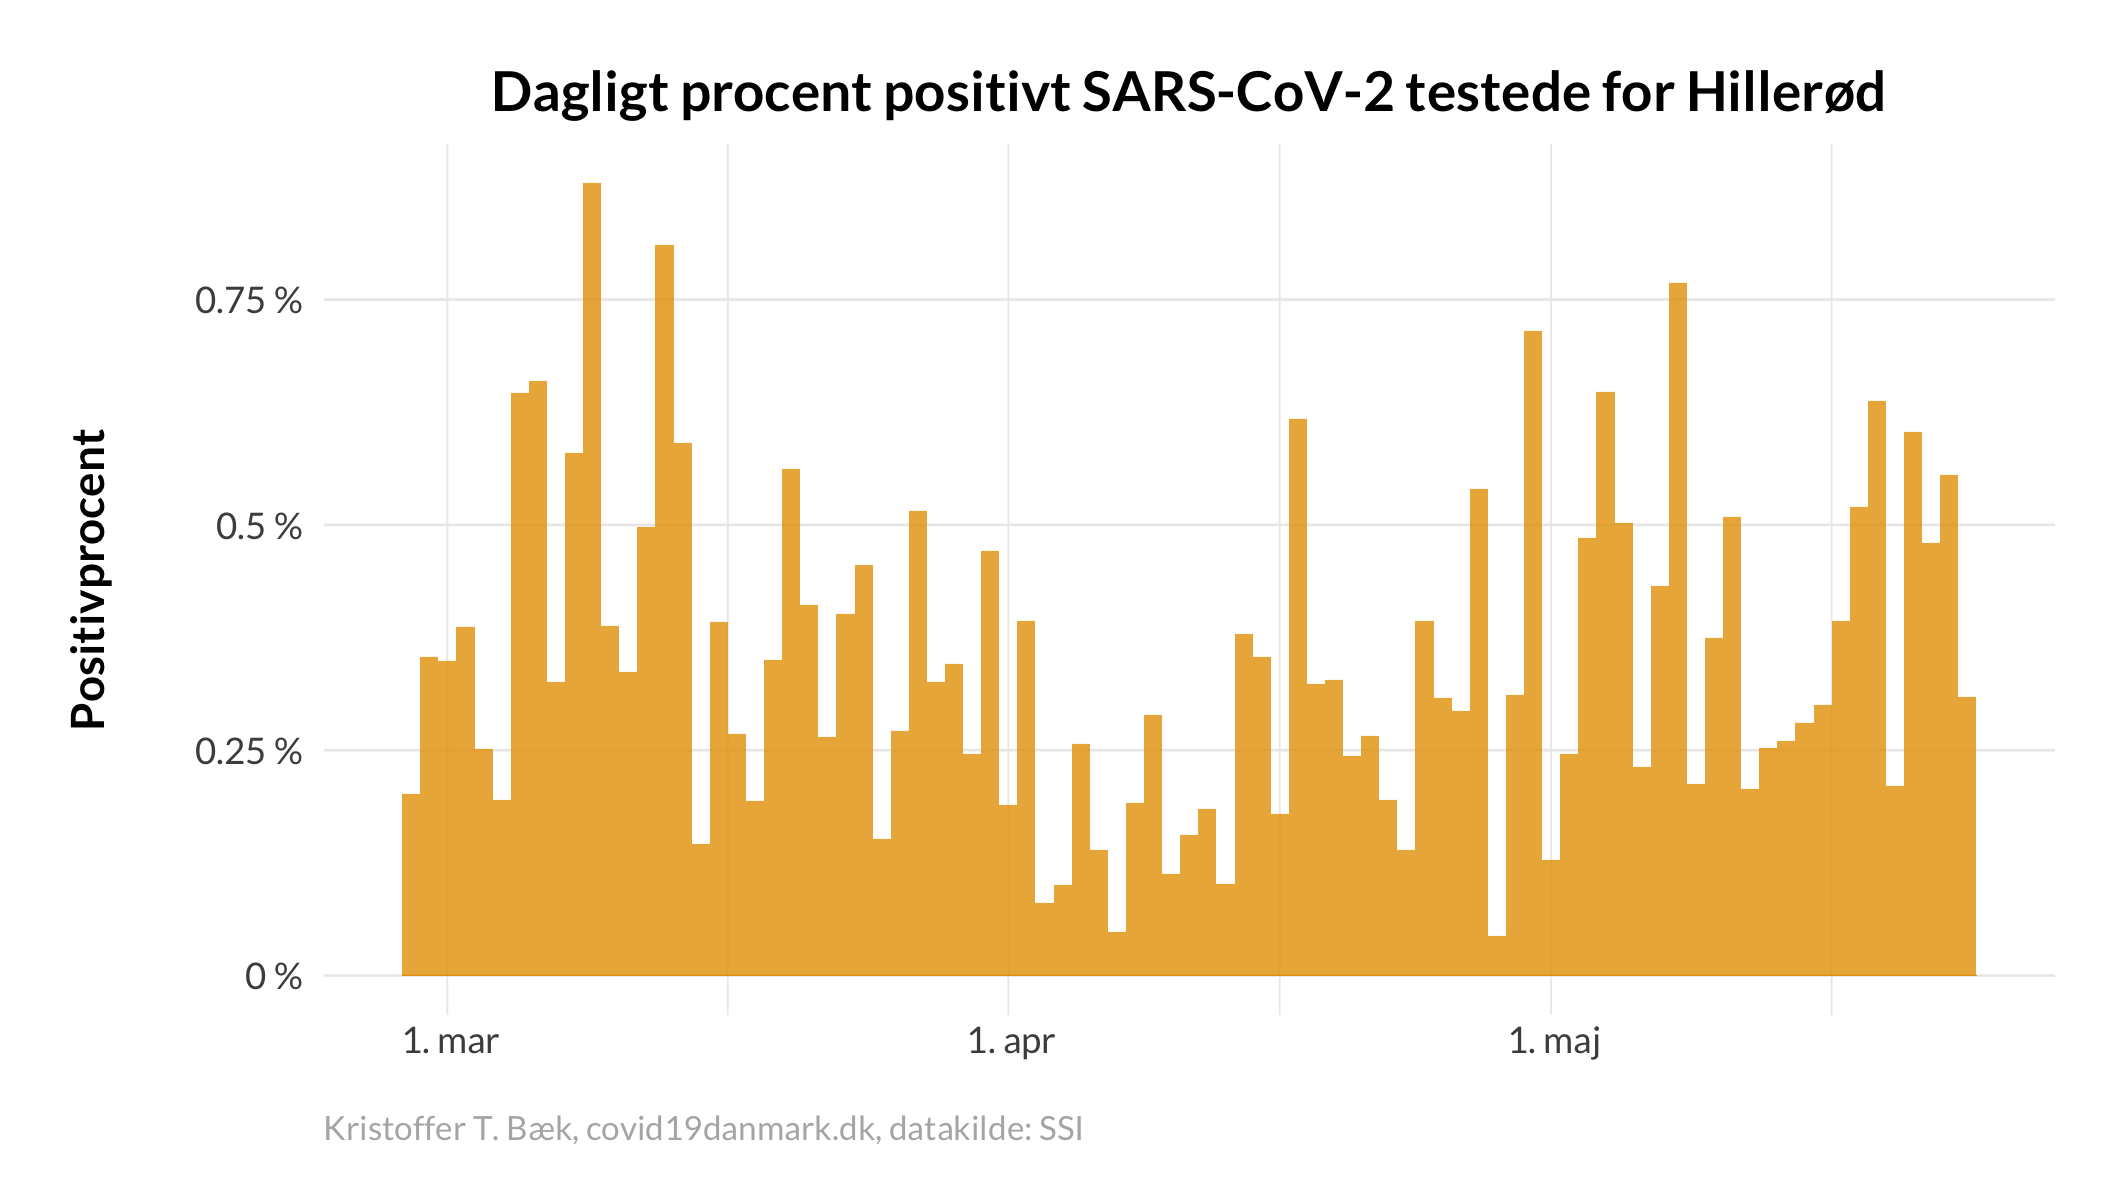 Dagligt procent positivt SARS-CoV-2 testede for Hillerød
Positivprocent
0.75 %
0.5 %
0.25 %
0 %
1. mar
1. apr
1. maj
Kristoffer T. Bæk, covid19danmark.dk, datakilde: SSI